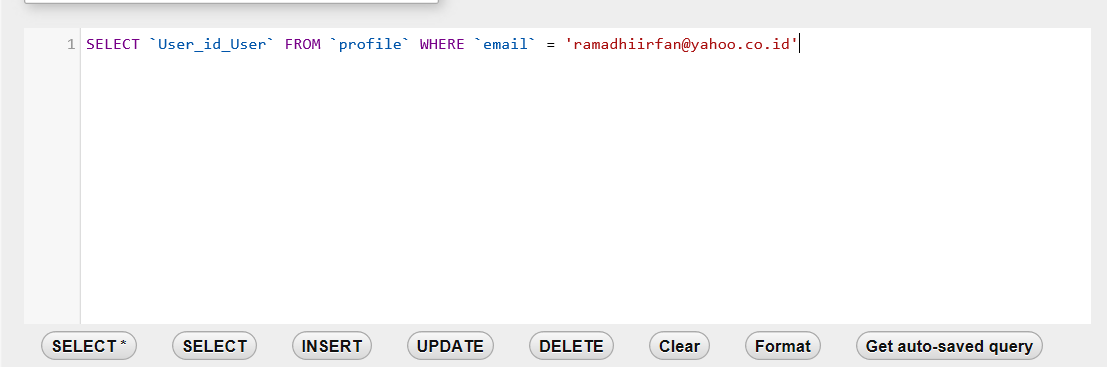 1 SELECT `User_id_User` FROM `profile` WHERE `email` = 'ramadhiirfan@yahoo.co.id'
SELECT * SELECT INSERT UPDATE DELETE Clear Format Get auto-saved query